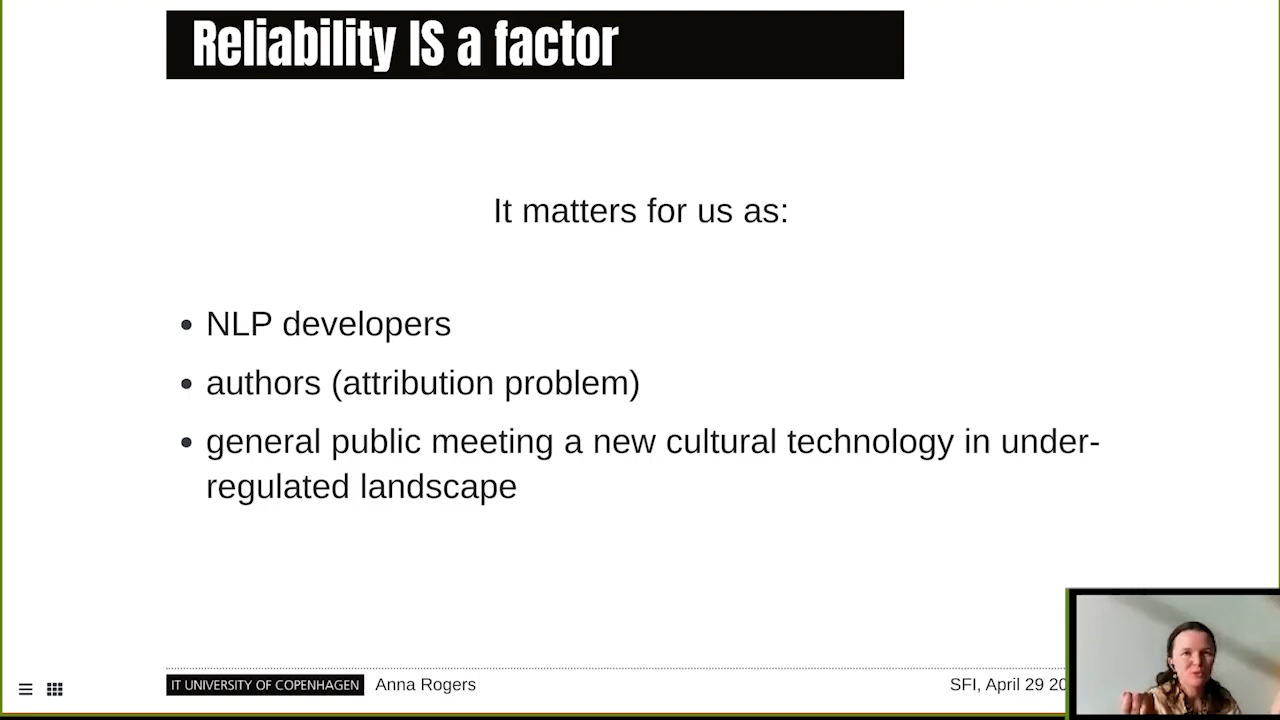 Reliability IS a factor
It matters for us as:
NLP developers
authors (attribution problem)
general public meeting a new cultural technology in under-
regulated landscape
IT UNIVERSITY OF COPENHAGEN Anna Rogers SFI, April 29